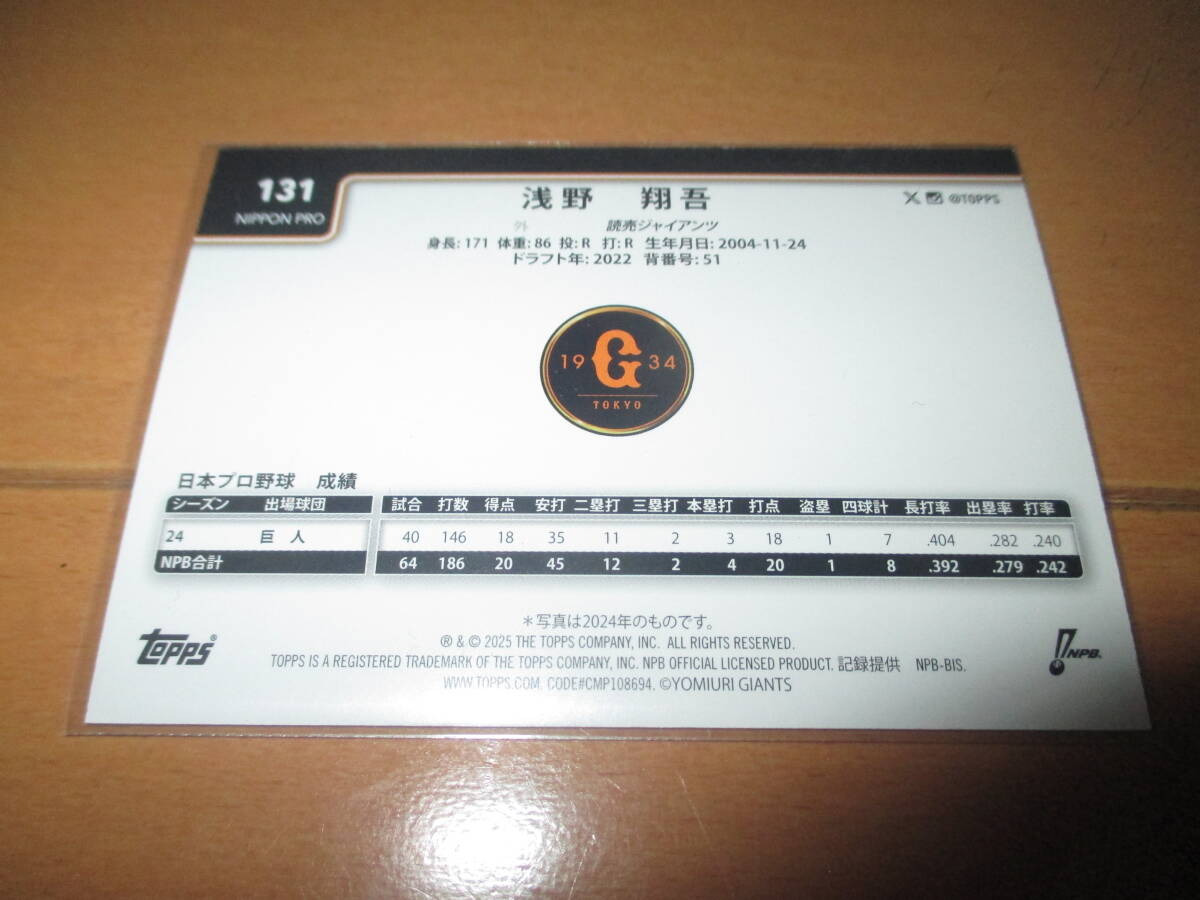 131
NIPPON PRO
浅野 翔吾
@TOPPS
外 読売ジャイアンツ
身長: 171 体重: 86 投: R 打: R 生年月日: 2004-11-24
ドラフト年: 2022 背番号: 51
19 G 34
TOKYO
日本プロ野球 成績
シーズン 出場球団 試合 打数 得点 安打 二塁打 三塁打 本塁打 打点 盗塁 四球計 長打率 出塁率 打率
24 巨人 40 146 18 35 11 2 3 18 1 7 .404 .282 .240
NPB合計 64 186 20 45 12 2 4 20 1 8 .392 .279 .242
＊写真は2024年のものです。
® & © 2025 THE TOPPS COMPANY, INC. ALL RIGHTS RESERVED.
TOPPS IS A REGISTERED TRADEMARK OF THE TOPPS COMPANY, INC. NPB OFFICIAL LICENSED PRODUCT. 記録提供 NPB-BIS.
WWW.TOPPS.COM. CODE#CMP108694. ©YOMIURI GIANTS
Topps®
NPB.